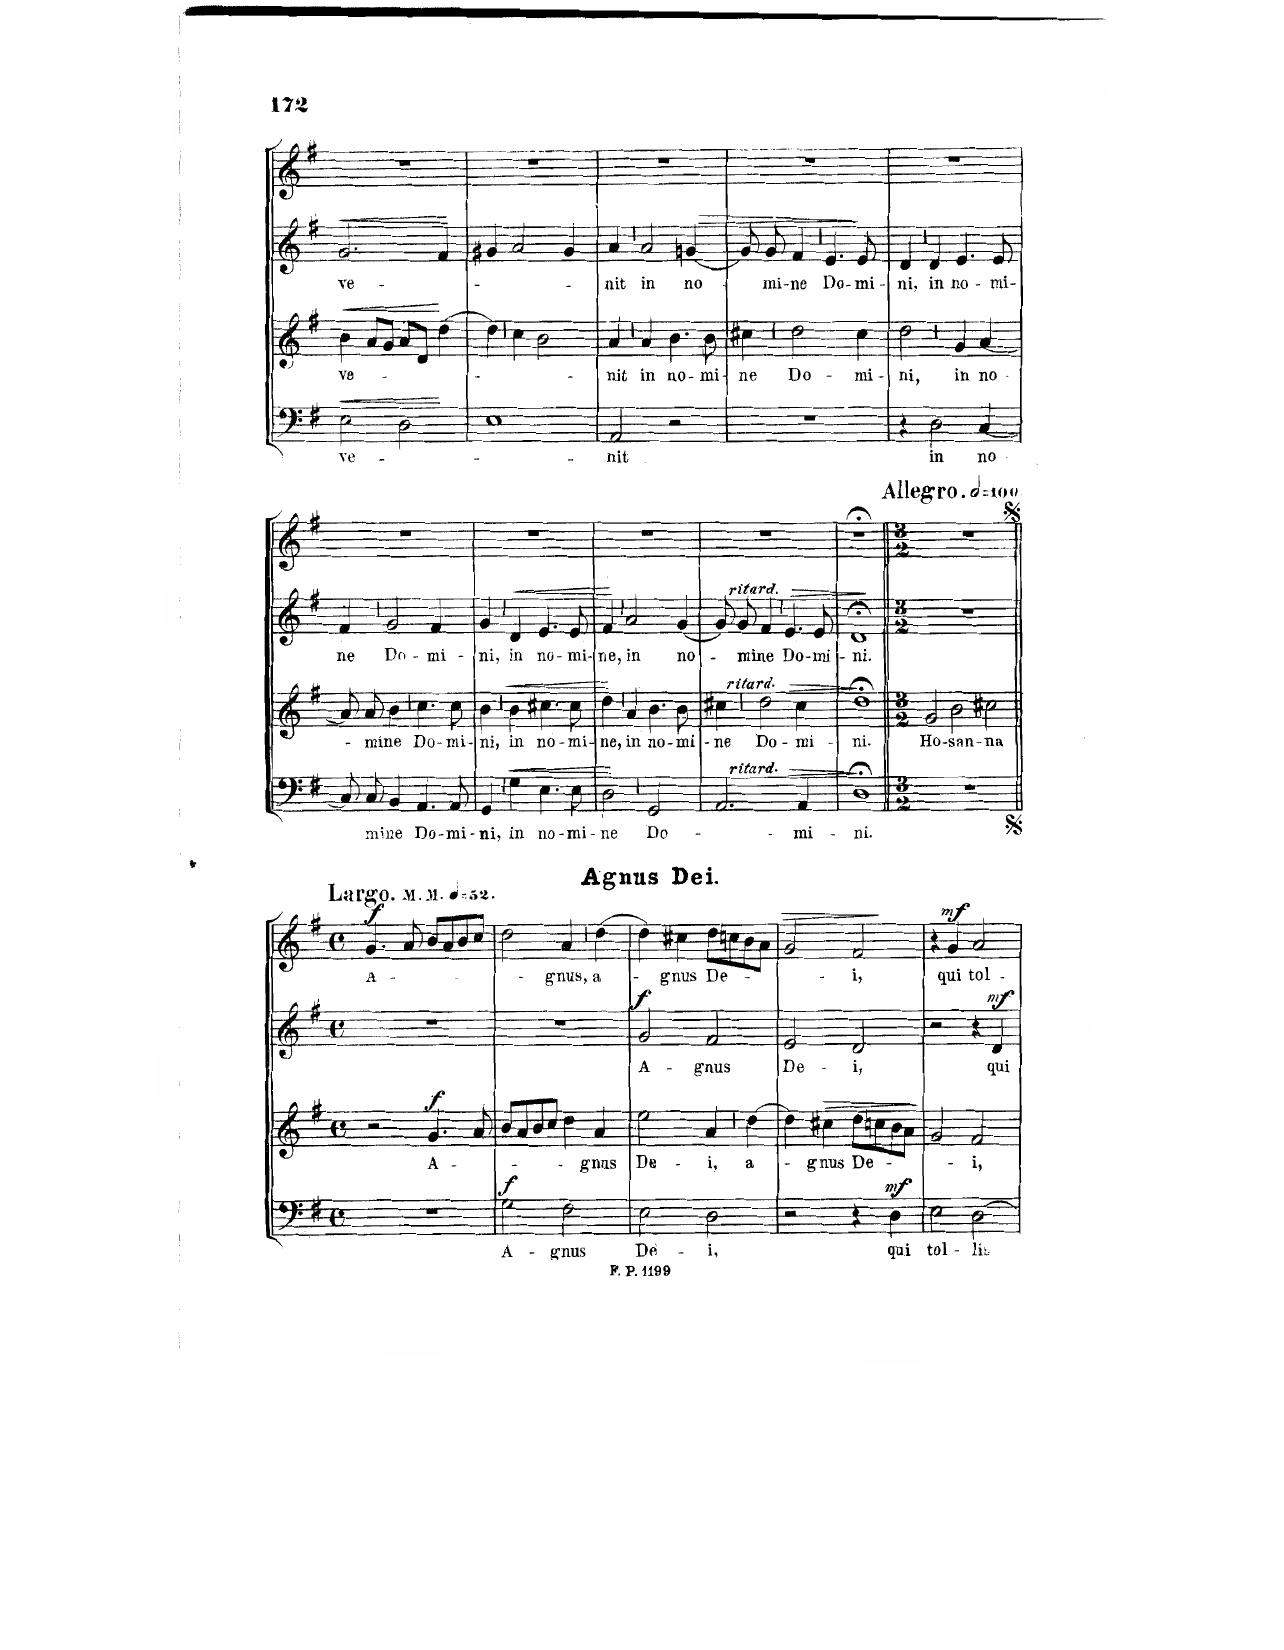 172
ve - - - nit in no - mi-ne Do-mi-ni, in no-mi-
ve - - - nit in no-mi-ne Do - mi - ni, in no -
ve - - - nit in no -
Allegro. 𝅗𝅥=100
ritard.
ne Do - mi - ni, in no-mi-ne, in no - mine Do-mi - ni.
ritard.
- mine Do-mi-ni, in no-mi-ne, in no-mi-ne Do - mi - ni. Ho-san-na
ritard.
mine Do-mi-ni, in no-mi-ne Do - - mi - ni.
Agnus Dei.
Largo. M. M. ♩=52.
f mf
A - - - gnus, a - gnus De - - i, qui tol -
f mf
A - gnus De - i, qui
f
A - - - gnus De - i, a - gnus De - - i,
f mf
A - gnus De - i, qui tol - lis
F. P. 1199